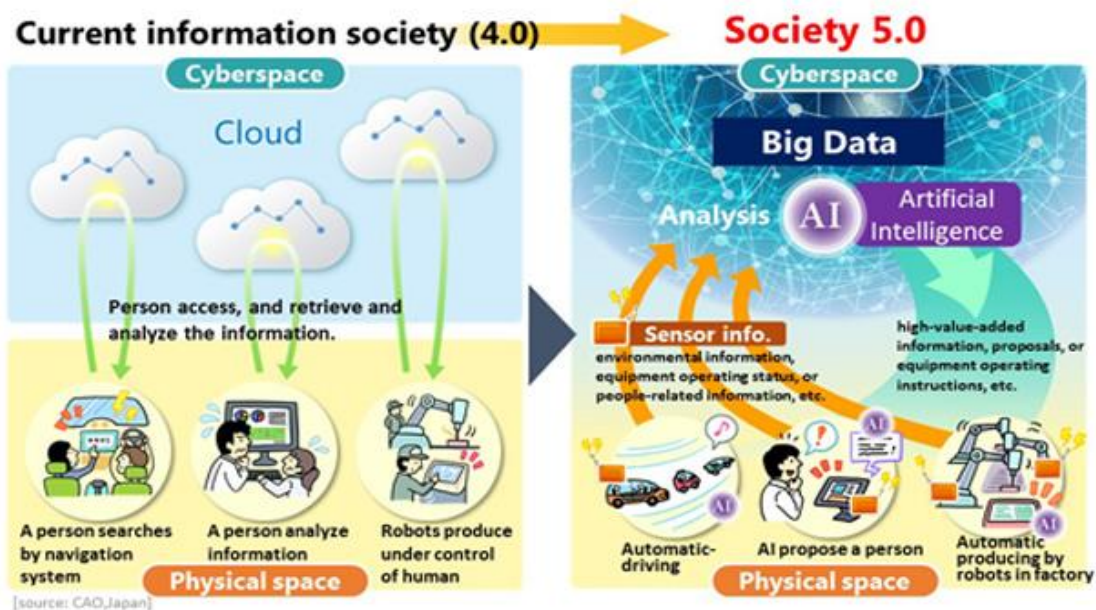 Current information society (4.0)
Society 5.0
Cyberspace
Cloud
Person access, and retrieve and
analyze the information.
A person searches
by navigation
system
A person analyze
information
Robots produce
under control
of human
Physical space
[source: CAO,Japan]
Cyberspace
Big Data
Analysis
AI
Artificial
Intelligence
Sensor info.
environmental information,
equipment operating status, or
people-related information, etc.
high-value-added
information, proposals, or
equipment operating
instructions, etc.
AI
AI
AI
Automatic-
driving
AI propose a person
Automatic
producing by
robots in factory
Physical space